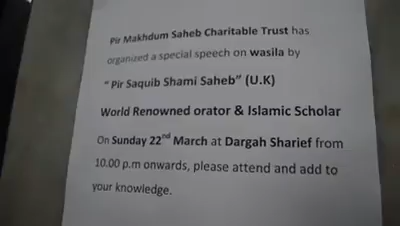 Pir Makhdum Saheb Charitable Trust has
organized a special speech on wasila by
" Pir Saquib Shami Saheb" (U.K)
World Renowned orator & Islamic Scholar
On Sunday 22nd March at Dargah Sharief from
10.00 p.m onwards, please attend and add to
your knowledge.